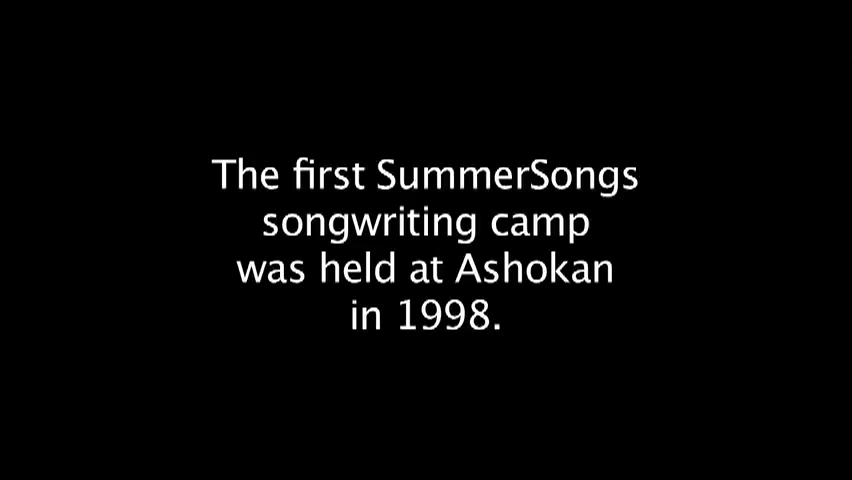 The first SummerSongs
songwriting camp
was held at Ashokan
in 1998.